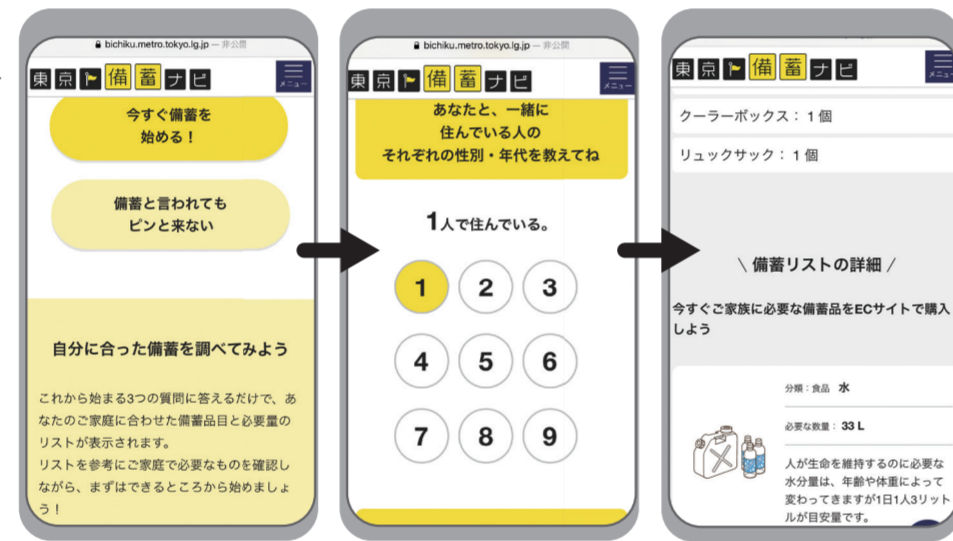 bichiku.metro.tokyo.lg.jp — 非公開
東京備蓄ナビ
メニュー
今すぐ備蓄を
始める！
備蓄と言われても
ピンと来ない
自分に合った備蓄を調べてみよう
これから始まる3つの質問に答えるだけで、あ
なたのご家庭に合わせた備蓄品目と必要量の
リストが表示されます。
リストを参考にご家庭で必要なものを確認し
ながら、まずはできるところから始めましょ
う！
bichiku.metro.tokyo.lg.jp — 非公開
東京備蓄ナビ
メニュー
あなたと、一緒に
住んでいる人の
それぞれの性別・年代を教えてね
1人で住んでいる。
1 2 3
4 5 6
7 8 9
東京備蓄ナビ
メニュー
クーラーボックス： 1 個
リュックサック： 1 個
\ 備蓄リストの詳細 /
今すぐご家族に必要な備蓄品をECサイトで購入
しよう
分類：食品 水
必要な数量： 33 L
人が生命を維持するのに必要な
水分量は、年齢や体重によって
変わってきますが1日1人3リット
ルが目安量です。